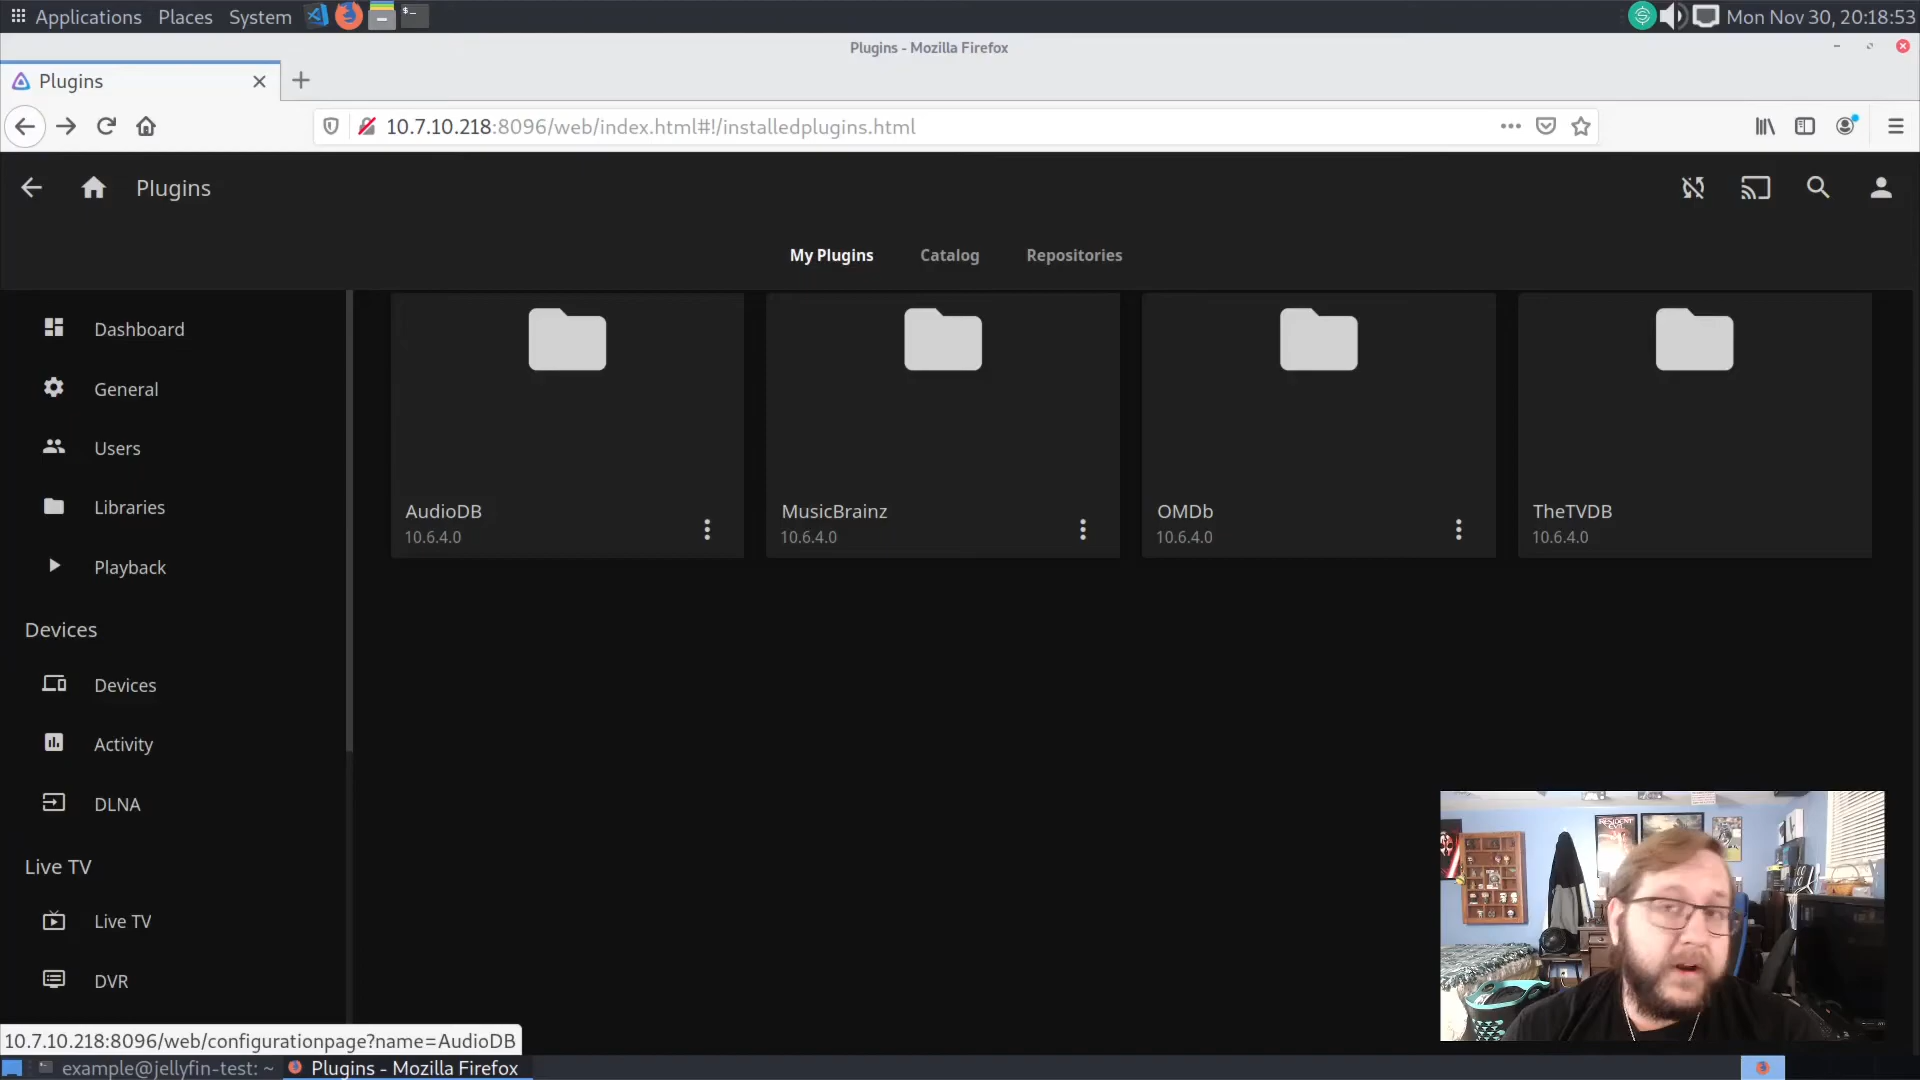 Applications Places System
Mon Nov 30, 20:18:53
Plugins - Mozilla Firefox
Plugins
10.7.10.218:8096/web/index.html#!/installedplugins.html
Plugins
My Plugins Catalog Repositories
Dashboard
General
Users
Libraries
Playback
Devices
Devices
Activity
DLNA
Live TV
Live TV
DVR
AudioDB
10.6.4.0
MusicBrainz
10.6.4.0
OMDb
10.6.4.0
TheTVDB
10.6.4.0
RESIDENT EVIL
10.7.10.218:8096/web/configurationpage?name=AudioDB
example@jellyfin-test: ~
Plugins - Mozilla Firefox